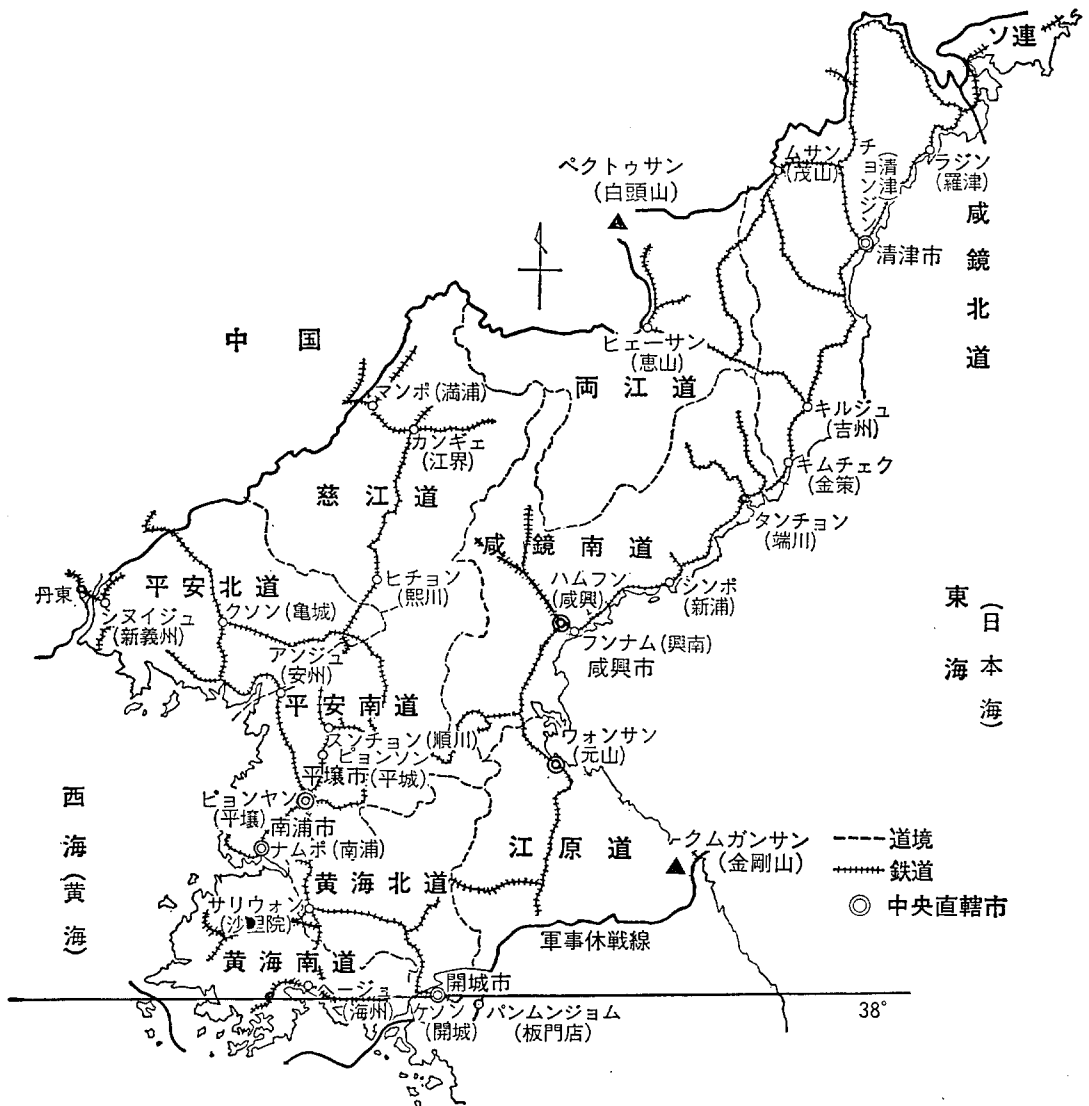 ソ連
ムサン
(茂山)
チョンジン
(清津)
ラジン
(羅津)
ペクトゥサン
(白頭山)
咸鏡北道
清津市
中国
ヒェーサン
(恵山)
両江道
マンポ(満浦)
カンギェ
(江界)
キルジュ
(吉州)
キムチェク
(金策)
慈江道
タンチョン
(端川)
咸鏡南道
ハムフン
(咸興)
シンポ
(新浦)
ヒチョン
(熙川)
平安北道
丹東
シヌイジュ
(新義州)
クソン(亀城)
フンナム(興南)
咸興市
東海
(日本海)
アンジュ
(安州)
平安南道
スンチョン(順川)
ピョンソン
(平城)
平壌市
ウォンサン
(元山)
ピョンヤン
(平壌)
南浦市
ナムポ(南浦)
西海(黄海)
江原道
クムガンサン
(金剛山)
道境
鉄道
中央直轄市
黄海北道
サリウォン
(沙里院)
軍事休戦線
黄海南道
(海州)
開城市
ケソン
(開城)
パンムンジョム
(板門店)
38°